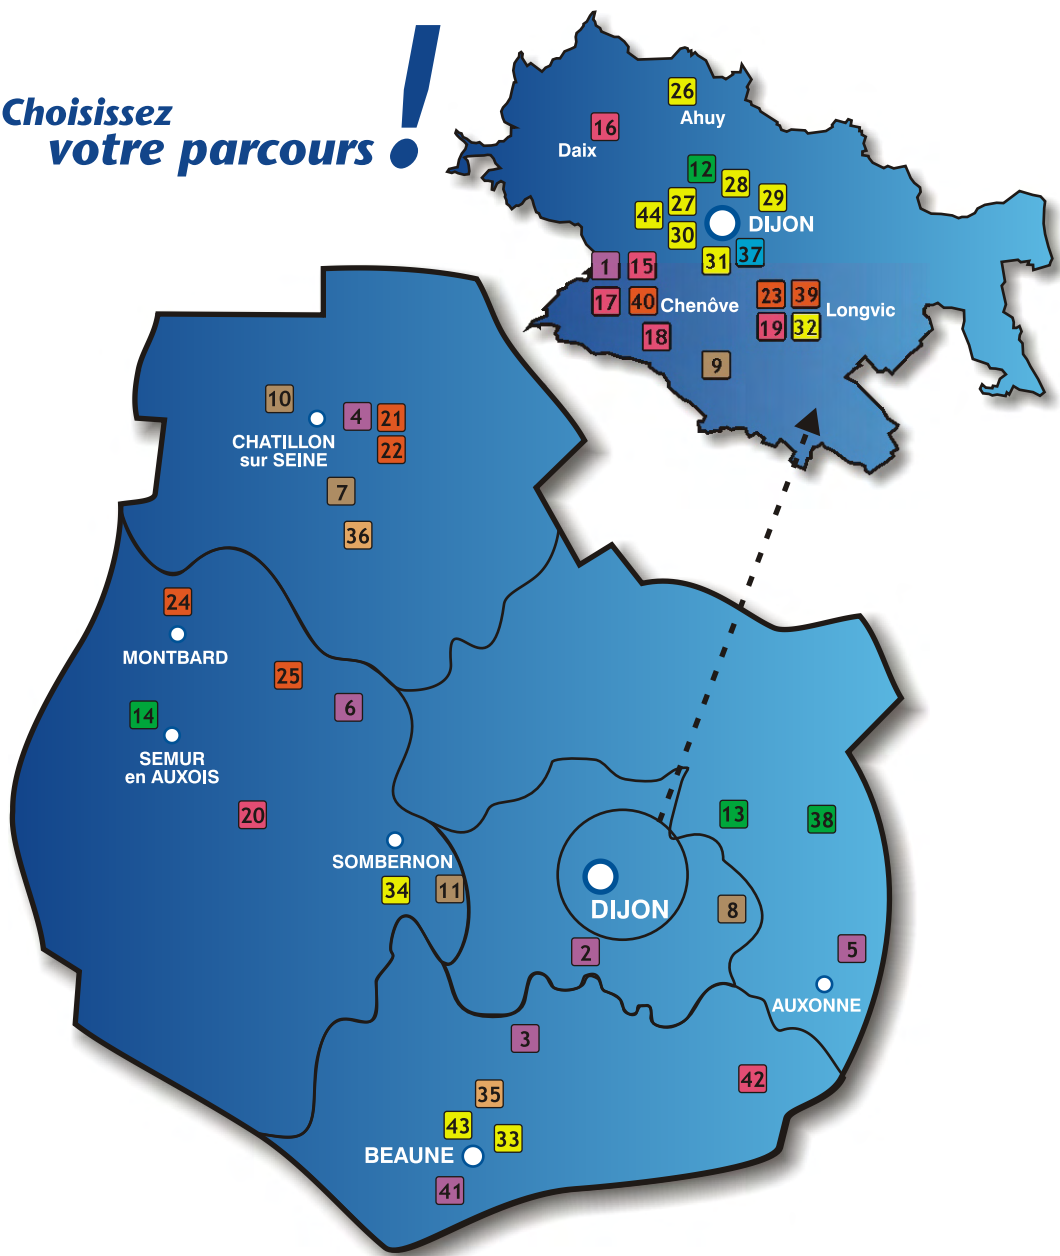 Choisissez
votre parcours !
26
Ahuy
16
Daix
12
28
27
29
44
DIJON
30
31
37
1
15
17
40
Chenôve
23
39
Longvic
18
19
32
9
10
4
21
CHATILLON
sur SEINE
22
7
36
24
MONTBARD
25
6
14
SEMUR
en AUXOIS
20
13
38
SOMBERNON
34
11
DIJON
8
2
5
AUXONNE
3
42
35
43
33
BEAUNE
41